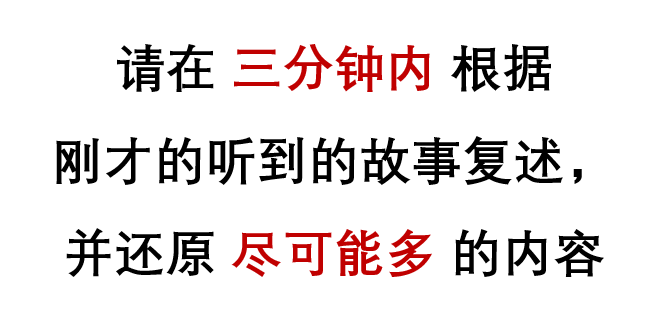 请在 三分钟内 根据
刚才的听到的故事复述，
并还原 尽可能多 的内容